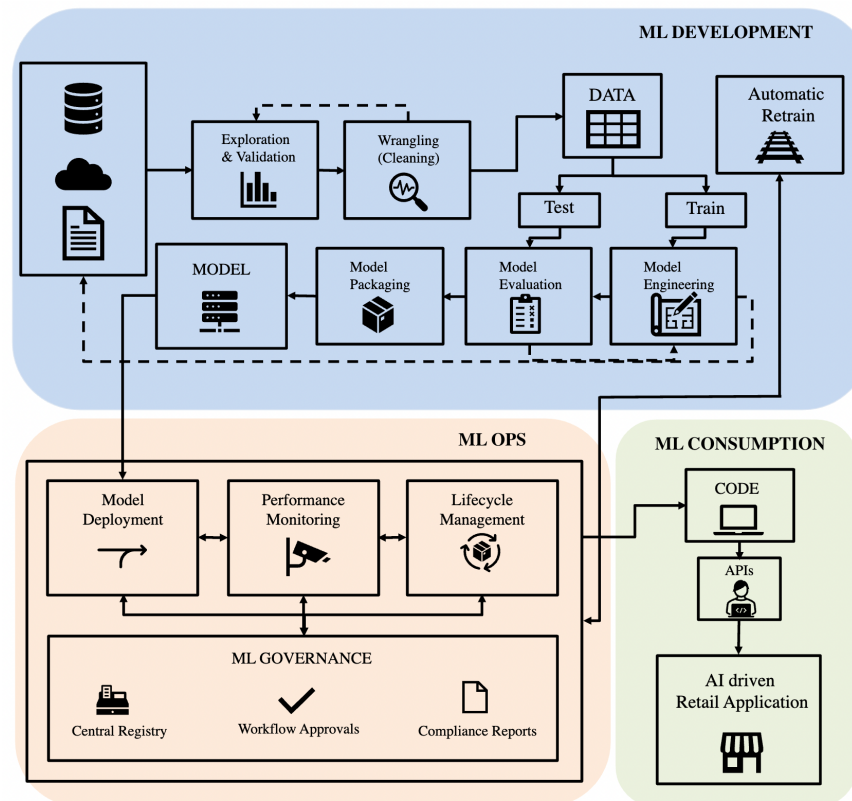 ML DEVELOPMENT
Exploration
& Validation
Wrangling
(Cleaning)
DATA
Automatic
Retrain
Test
Train
MODEL
Model
Packaging
Model
Evaluation
Model
Engineering
ML OPS
Model
Deployment
Performance
Monitoring
Lifecycle
Management
ML GOVERNANCE
Central Registry
Workflow Approvals
Compliance Reports
ML CONSUMPTION
CODE
APIs
AI driven
Retail Application